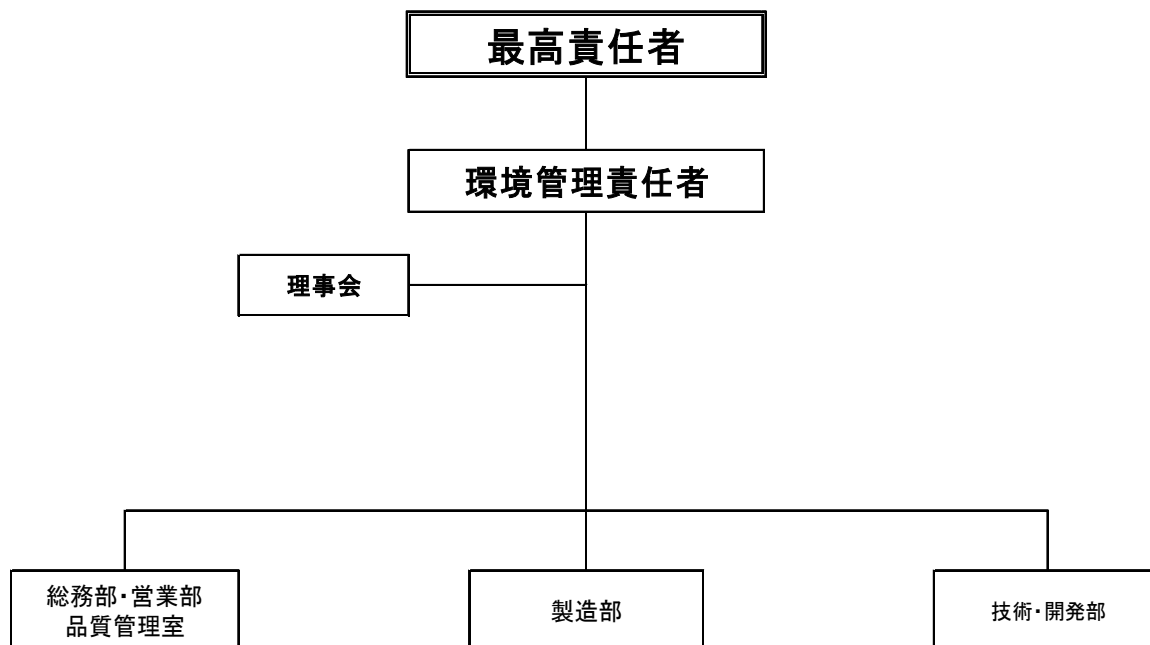 最高責任者
環境管理責任者
理事会
総務部・営業部
品質管理室
製造部
技術・開発部